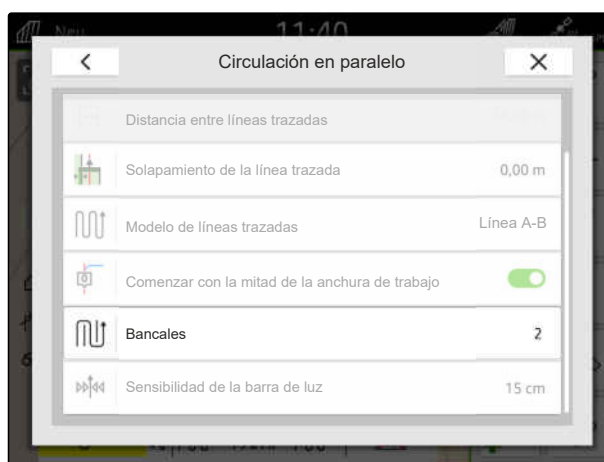 Neu
11:40
Circulación en paralelo
Distancia entre líneas trazadas
Solapamiento de la línea trazada 0,00 m
Modelo de líneas trazadas Línea A-B
Comenzar con la mitad de la anchura de trabajo
Bancales 2
Sensibilidad de la barra de luz 15 cm